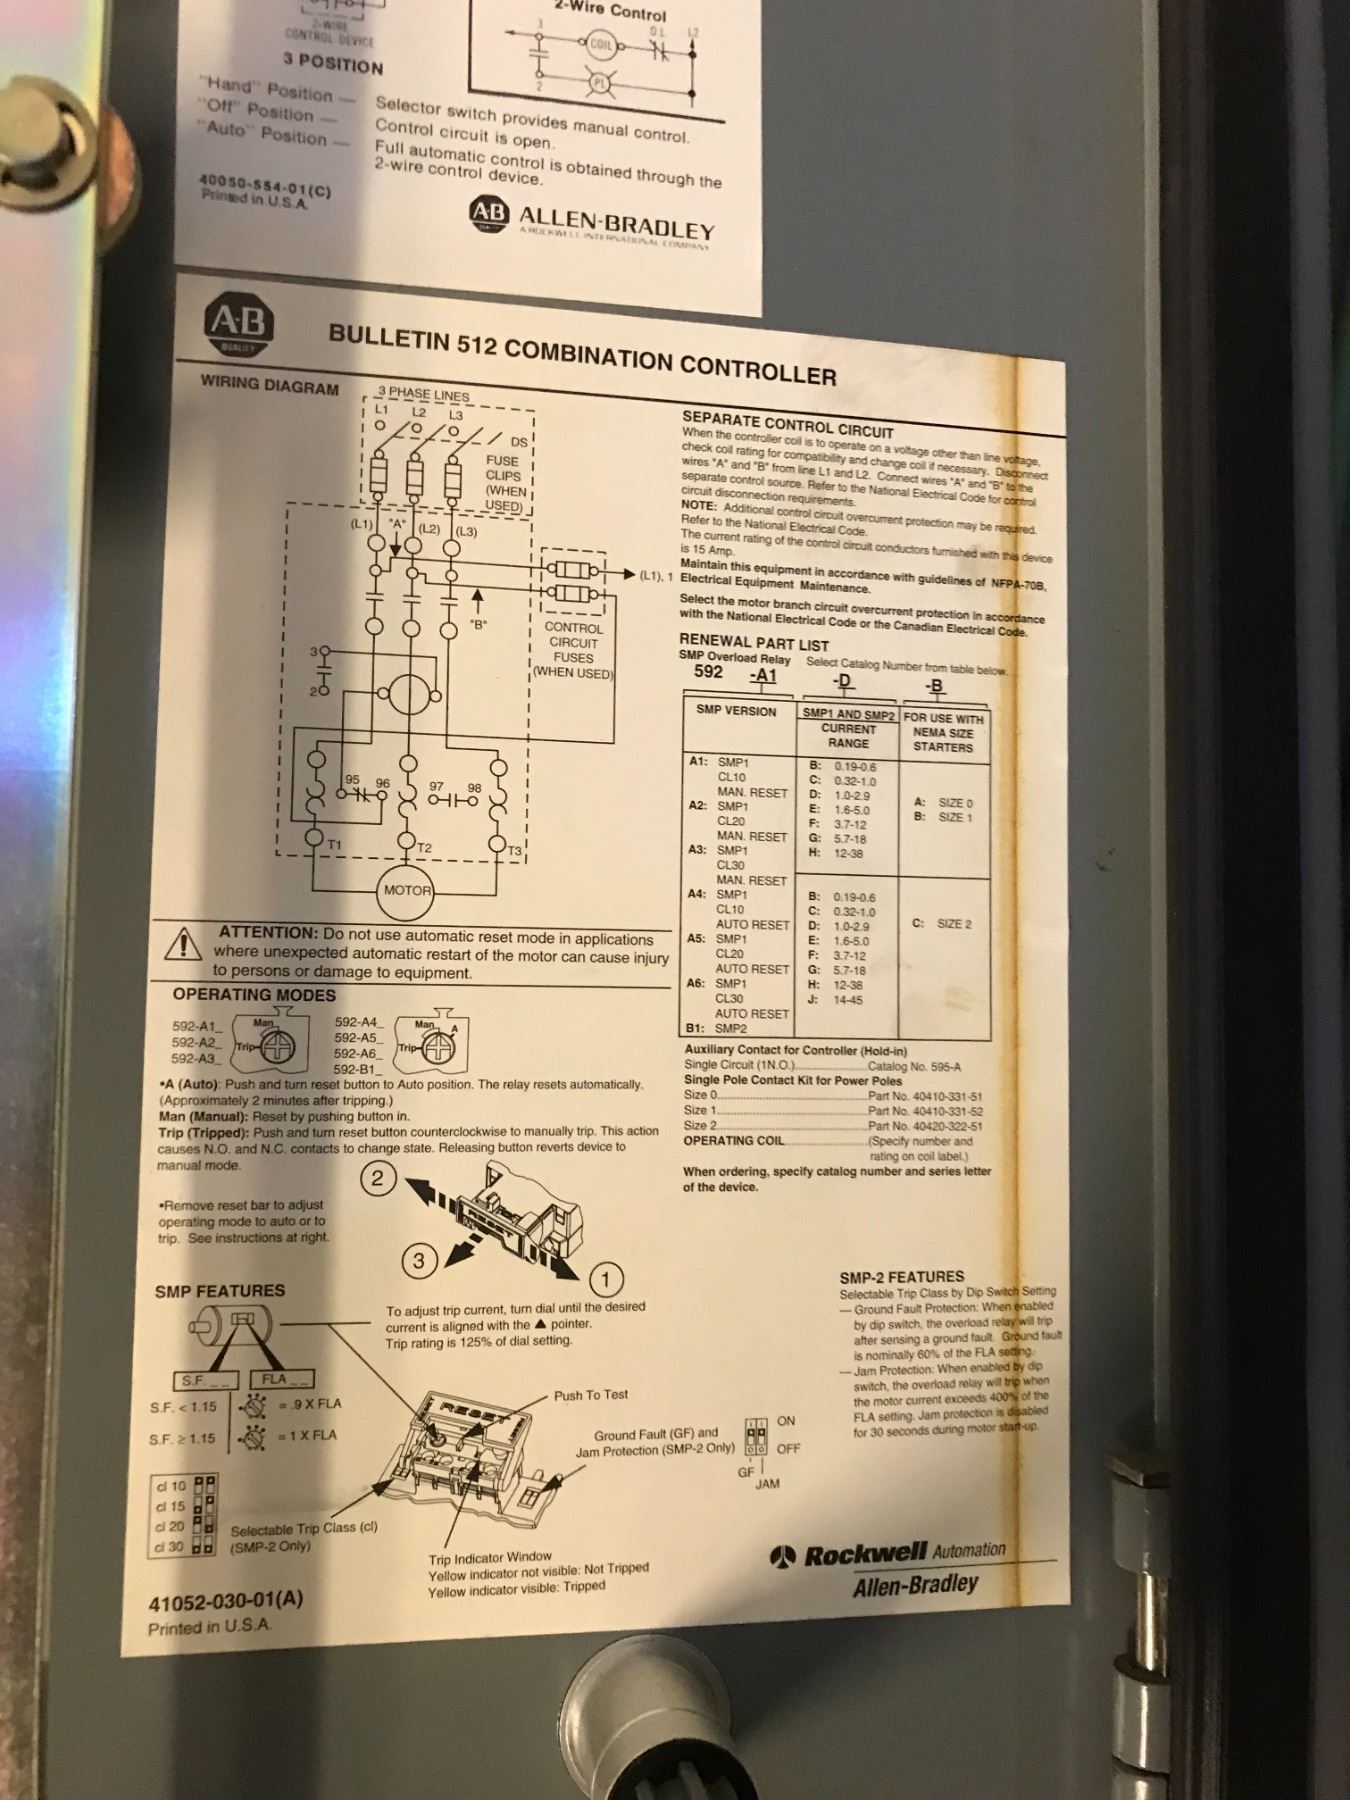 2-WIRE
CONTROL DEVICE
3 POSITION
"Hand" Position —
"Off" Position —
"Auto" Position —
2-Wire Control
3
COIL
O.L.
L2
2
PL
Selector switch provides manual control.
Control circuit is open.
Full automatic control is obtained through the
2-wire control device.
40050-554-01(C)
Printed in U.S.A.
AB
ALLEN-BRADLEY
A ROCKWELL INTERNATIONAL COMPANY
A-B
QUALITY
BULLETIN 512 COMBINATION CONTROLLER
WIRING DIAGRAM
3 PHASE LINES
L1 L2 L3
DS
FUSE
CLIPS
(WHEN
USED)
(L1) "A" (L2) (L3)
(L1), 1
"B"
CONTROL
CIRCUIT
FUSES
(WHEN USED)
3
2
95 96 97 98
T1 T2 T3
MOTOR
ATTENTION: Do not use automatic reset mode in applications
where unexpected automatic restart of the motor can cause injury
to persons or damage to equipment.
OPERATING MODES
592-A1_
592-A2_
592-A3_
Man
Trip
592-A4_
592-A5_
592-A6_
592-B1_
Man A
Trip
•A (Auto): Push and turn reset button to Auto position. The relay resets automatically.
(Approximately 2 minutes after tripping.)
Man (Manual): Reset by pushing button in.
Trip (Tripped): Push and turn reset button counterclockwise to manually trip. This action
causes N.O. and N.C. contacts to change state. Releasing button reverts device to
manual mode.
•Remove reset bar to adjust
operating mode to auto or to
trip. See instructions at right.
2
RESET
3
1
SMP FEATURES
To adjust trip current, turn dial until the desired
current is aligned with the ▲ pointer.
Trip rating is 125% of dial setting.
S.F. _ _ FLA _ _
S.F. < 1.15 = .9 X FLA
S.F. ≥ 1.15 = 1 X FLA
cl 10
cl 15
cl 20
cl 30
RESET
Push To Test
Ground Fault (GF) and
Jam Protection (SMP-2 Only)
ON
OFF
GF
JAM
Selectable Trip Class (cl)
(SMP-2 Only)
Trip Indicator Window
Yellow indicator not visible: Not Tripped
Yellow indicator visible: Tripped
41052-030-01(A)
Printed in U.S.A.
SEPARATE CONTROL CIRCUIT
When the controller coil is to operate on a voltage other than line voltage,
check coil rating for compatibility and change coil if necessary. Disconnect
wires "A" and "B" from line L1 and L2. Connect wires "A" and "B" to the
separate control source. Refer to the National Electrical Code for control
circuit disconnection requirements.
NOTE: Additional control circuit overcurrent protection may be required.
Refer to the National Electrical Code.
The current rating of the control circuit conductors furnished with this device
is 15 Amp.
Maintain this equipment in accordance with guidelines of NFPA-70B,
Electrical Equipment Maintenance.
Select the motor branch circuit overcurrent protection in accordance
with the National Electrical Code or the Canadian Electrical Code.
RENEWAL PART LIST
SMP Overload Relay Select Catalog Number from table below.
592 -A1 -D -B
SMP VERSION
SMP1 AND SMP2
CURRENT
RANGE
FOR USE WITH
NEMA SIZE
STARTERS
A1: SMP1
CL10
MAN. RESET
A2: SMP1
CL20
MAN. RESET
A3: SMP1
CL30
MAN. RESET
A4: SMP1
CL10
AUTO RESET
A5: SMP1
CL20
AUTO RESET
A6: SMP1
CL30
AUTO RESET
B1: SMP2
B: 0.19-0.6
C: 0.32-1.0
D: 1.0-2.9
E: 1.6-5.0
F: 3.7-12
G: 5.7-18
H: 12-38
A: SIZE 0
B: SIZE 1
B: 0.19-0.6
C: 0.32-1.0
D: 1.0-2.9
E: 1.6-5.0
F: 3.7-12
G: 5.7-18
H: 12-38
J: 14-45
C: SIZE 2
Auxiliary Contact for Controller (Hold-in)
Single Circuit (1N.O.)..................Catalog No. 595-A
Single Pole Contact Kit for Power Poles
Size 0....................................Part No. 40410-331-51
Size 1....................................Part No. 40410-331-52
Size 2....................................Part No. 40420-322-51
OPERATING COIL....................(Specify number and
rating on coil label.)
When ordering, specify catalog number and series letter
of the device.
SMP-2 FEATURES
Selectable Trip Class by Dip Switch Setting
— Ground Fault Protection: When enabled
by dip switch, the overload relay will trip
after sensing a ground fault. Ground fault
is nominally 60% of the FLA setting.
— Jam Protection: When enabled by dip
switch, the overload relay will trip when
the motor current exceeds 400% of the
FLA setting. Jam protection is disabled
for 30 seconds during motor start-up.
Rockwell Automation
Allen-Bradley